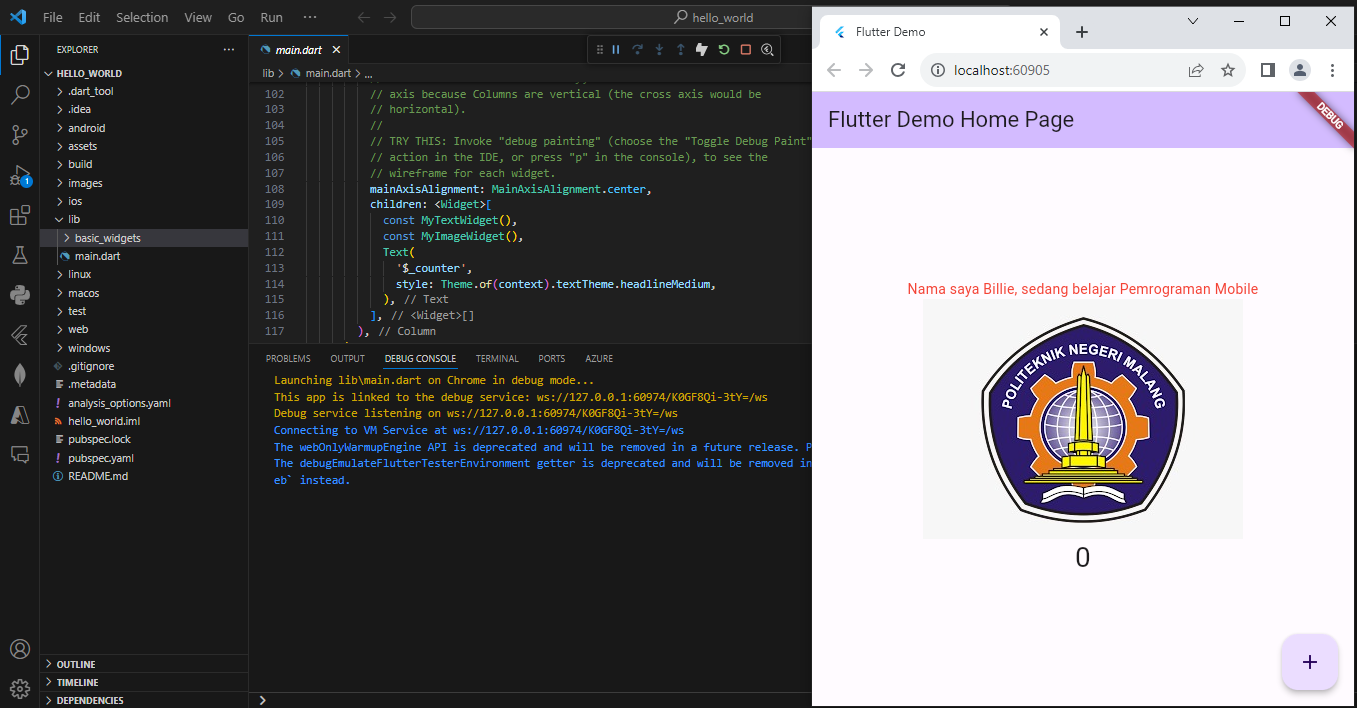 File Edit Selection View Go Run ···
hello_world
EXPLORER ···
HELLO_WORLD
.dart_tool
.idea
android
assets
build
images
ios
lib
basic_widgets
main.dart
linux
macos
test
web
windows
.gitignore
.metadata
analysis_options.yaml
hello_world.iml
pubspec.lock
pubspec.yaml
README.md
OUTLINE
TIMELINE
DEPENDENCIES
1
main.dart
lib > main.dart > ...
102 // axis because Columns are vertical (the cross axis would be
103 // horizontal).
104 //
105 // TRY THIS: Invoke "debug painting" (choose the "Toggle Debug Paint"
106 // action in the IDE, or press "p" in the console), to see the
107 // wireframe for each widget.
108 mainAxisAlignment: MainAxisAlignment.center,
109 children: <Widget>[
110 const MyTextWidget(),
111 const MyImageWidget(),
112 Text(
113 '$_counter',
114 style: Theme.of(context).textTheme.headlineMedium,
115 ), // Text
116 ], // <Widget>[]
117 ), // Column
PROBLEMS OUTPUT DEBUG CONSOLE TERMINAL PORTS AZURE
Launching lib\main.dart on Chrome in debug mode...
This app is linked to the debug service: ws://127.0.0.1:60974/K0GF8Qi-3tY=/ws
Debug service listening on ws://127.0.0.1:60974/K0GF8Qi-3tY=/ws
Connecting to VM Service at ws://127.0.0.1:60974/K0GF8Qi-3tY=/ws
The webOnlyWarmupEngine API is deprecated and will be removed in a future release. P
The debugEmulateFlutterTesterEnvironment getter is deprecated and will be removed in
eb` instead.
Flutter Demo
localhost:60905
Flutter Demo Home Page
DEBUG
Nama saya Billie, sedang belajar Pemrograman Mobile
POLITEKNIK NEGERI MALANG
0